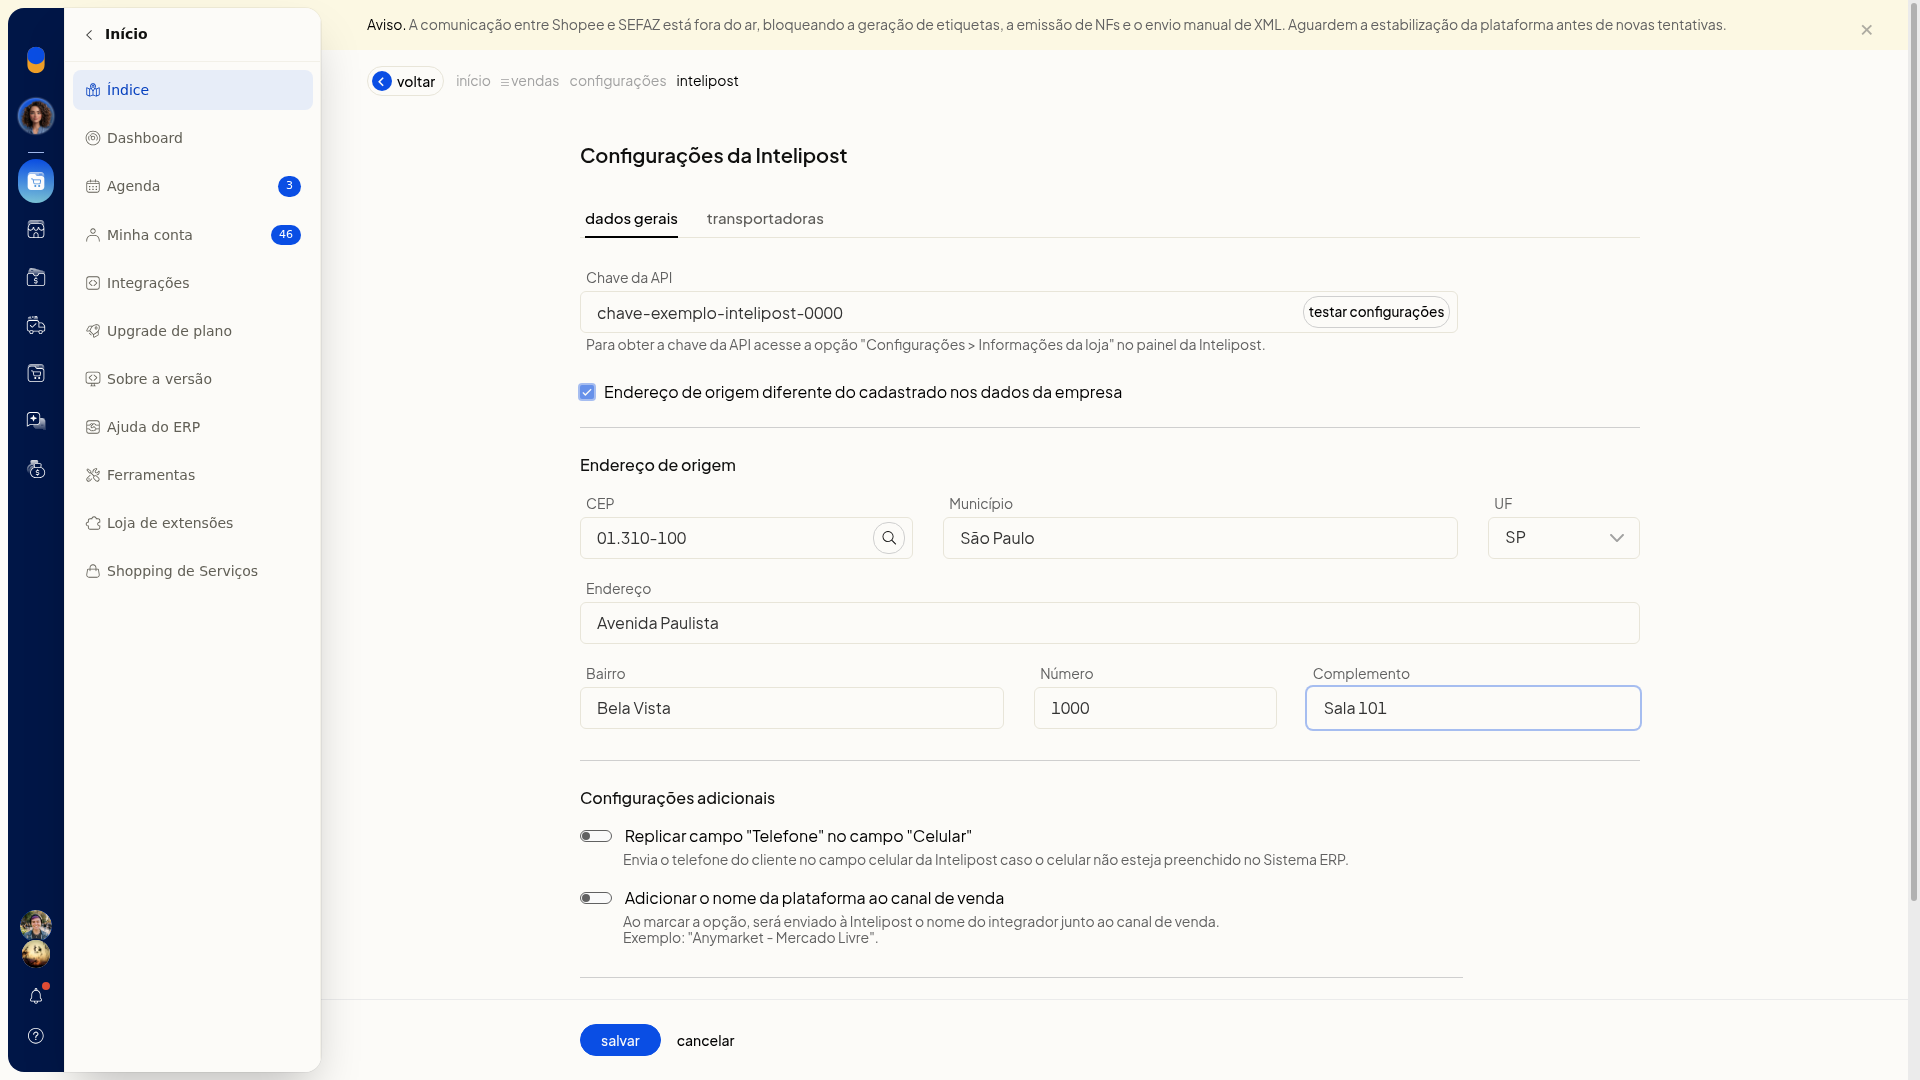 Aviso. A comunicação entre Shopee e SEFAZ está fora do ar, bloqueando a geração de etiquetas, a emissão de NFs e o envio manual de XML. Aguardem a estabilização da plataforma antes de novas tentativas.
Início
Índice
Dashboard
Agenda 3
Minha conta 46
Integrações
Upgrade de plano
Sobre a versão
Ajuda do ERP
Ferramentas
Loja de extensões
Shopping de Serviços
voltar início vendas configurações intelipost
Configurações da Intelipost
dados gerais transportadoras
Chave da API
chave-exemplo-intelipost-0000 testar configurações
Para obter a chave da API acesse a opção "Configurações > Informações da loja" no painel da Intelipost.
Endereço de origem diferente do cadastrado nos dados da empresa
Endereço de origem
CEP Município UF
01.310-100 São Paulo SP
Endereço
Avenida Paulista
Bairro Número Complemento
Bela Vista 1000 Sala 101
Configurações adicionais
Replicar campo "Telefone" no campo "Celular"
Envia o telefone do cliente no campo celular da Intelipost caso o celular não esteja preenchido no Sistema ERP.
Adicionar o nome da plataforma ao canal de venda
Ao marcar a opção, será enviado à Intelipost o nome do integrador junto ao canal de venda.
Exemplo: "Anymarket - Mercado Livre".
salvar cancelar